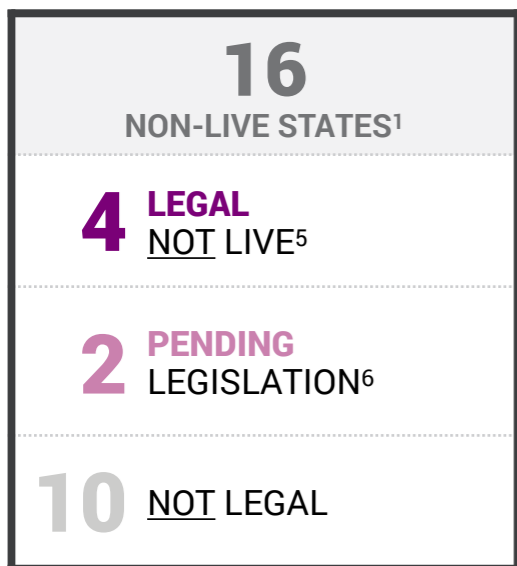 16
NON-LIVE STATES¹
4 LEGAL
NOT LIVE⁵
2 PENDING
LEGISLATION⁶
10 NOT LEGAL